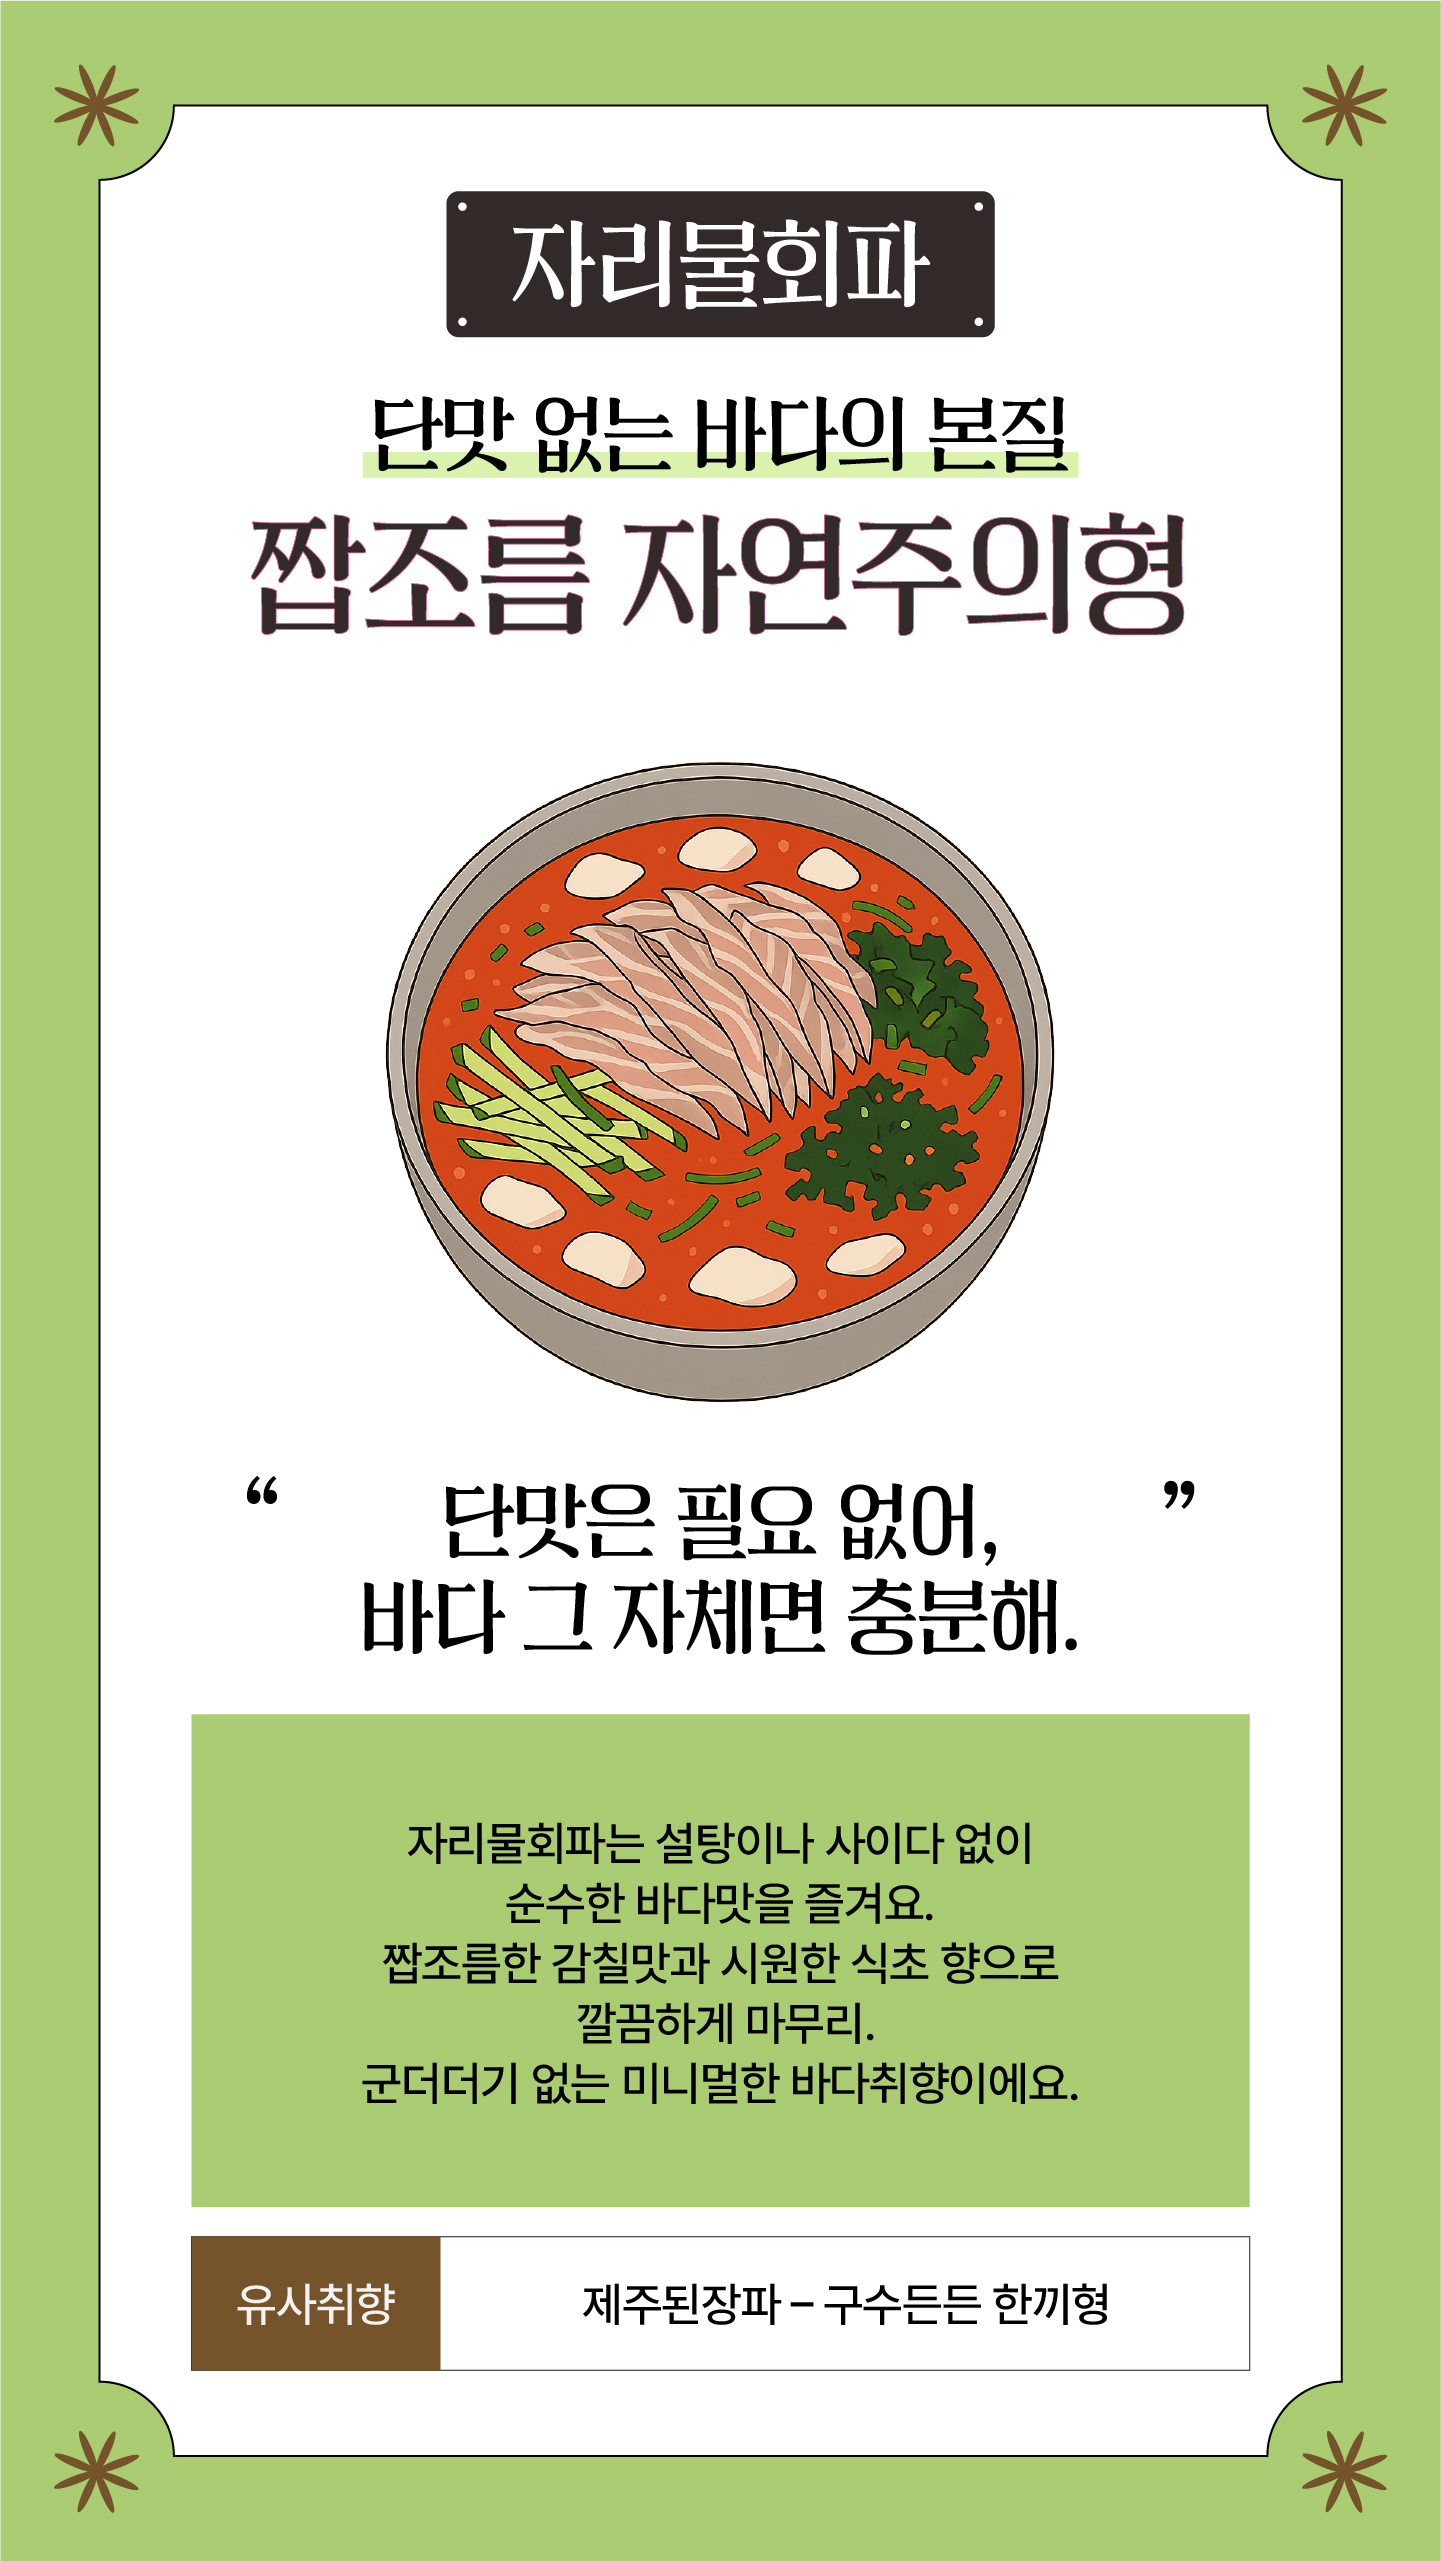 자리물회파
단맛 없는 바다의 본질
짭조름 자연주의형
“ 단맛은 필요 없어, ”
바다 그 자체면 충분해.
자리물회파는 설탕이나 사이다 없이
순수한 바다맛을 즐겨요.
짭조름한 감칠맛과 시원한 식초 향으로
깔끔하게 마무리.
군더더기 없는 미니멀한 바다취향이에요.
유사취향
제주된장파 – 구수든든 한끼형